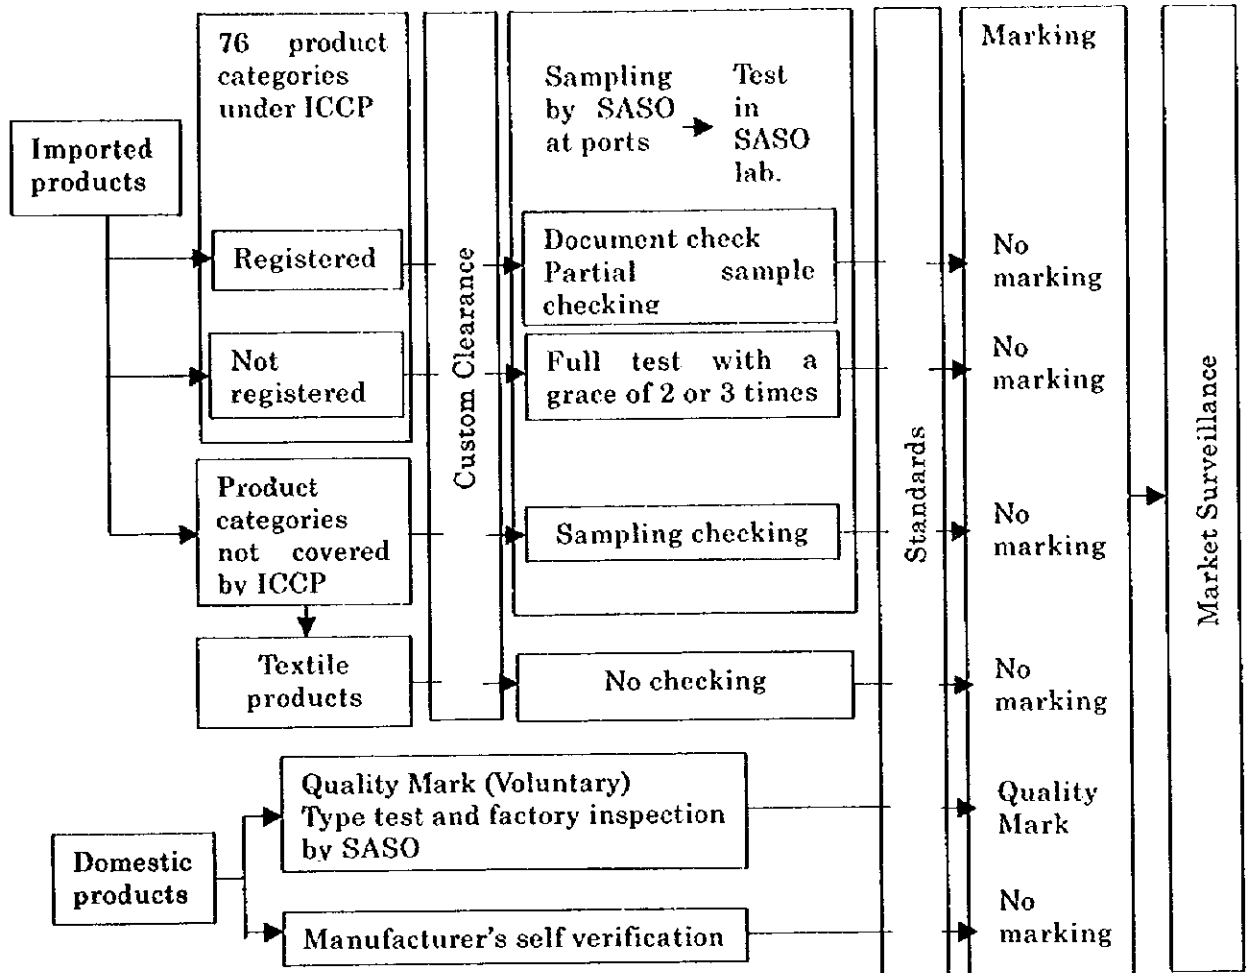 76 product
categories
under ICCP
Marking
Sampling
by SASO
at ports
Test
in
SASO
lab.
Imported
products
Registered
Document check
Partial sample
checking
No
marking
Not
registered
Full test with a
grace of 2 or 3 times
No
marking
Custom Clearance
Product
categories
not covered
by ICCP
Sampling checking
No
marking
Standards
Market Surveillance
Textile
products
No checking
No
marking
Domestic
products
Quality Mark (Voluntary)
Type test and factory inspection
by SASO
Quality
Mark
Manufacturer's self verification
No
marking